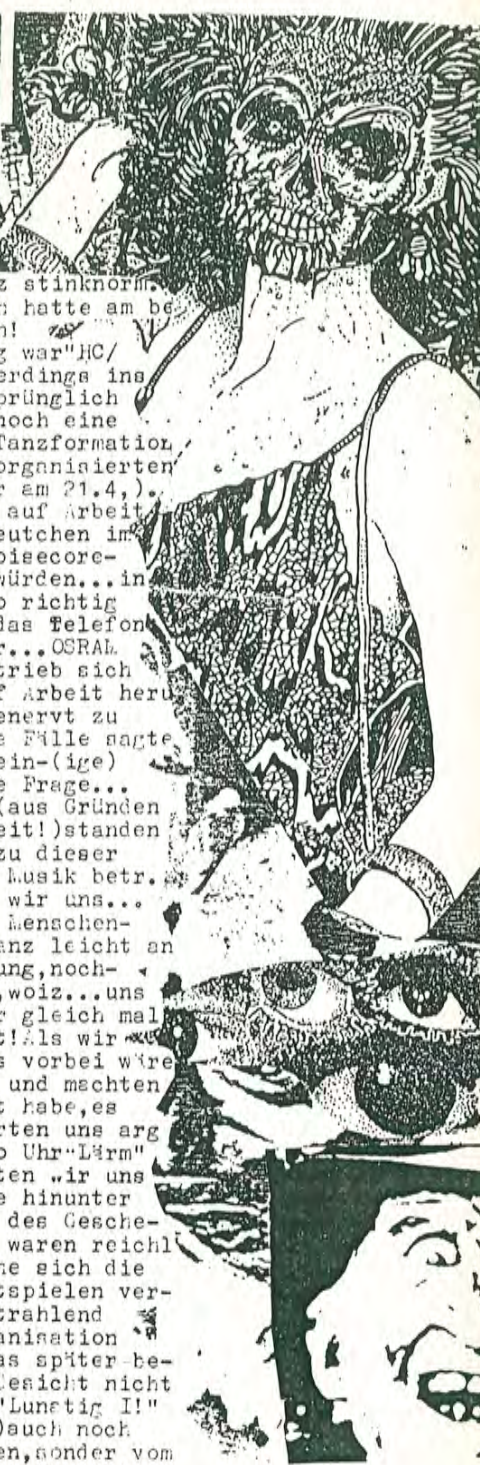 z stinknorm.
n hatte am be
n!
g war"HC/
erdings ins
prünglich
noch eine
Tanzformation
organisierten
r am 21.4,).
auf Arbeit
eutchen im
oisecore-
würden...in
o richtig
das Telefon
r...OSRAM
trieb sich
f Arbeit heru
enervt zu
e Fälle sagte
ein-(ige)
e Frage...
(aus Gründen
eit!)standen
zu dieser
Musik betr.
wir uns...
Menschen-
anz leicht an
ung,noch-
,woiz...uns
r gleich mal
t!Als wir
s vorbei wäre
und machten
t habe,es
rten uns arg
o Uhr"Lärm"
ten wir uns
e hinunter
des Gesche-
waren reichl
he sich die
tspielen ver-
trahlend
anisation
as später be-
Gesicht nicht
"Lunatig I!"
)auch noch
en,sonder vom